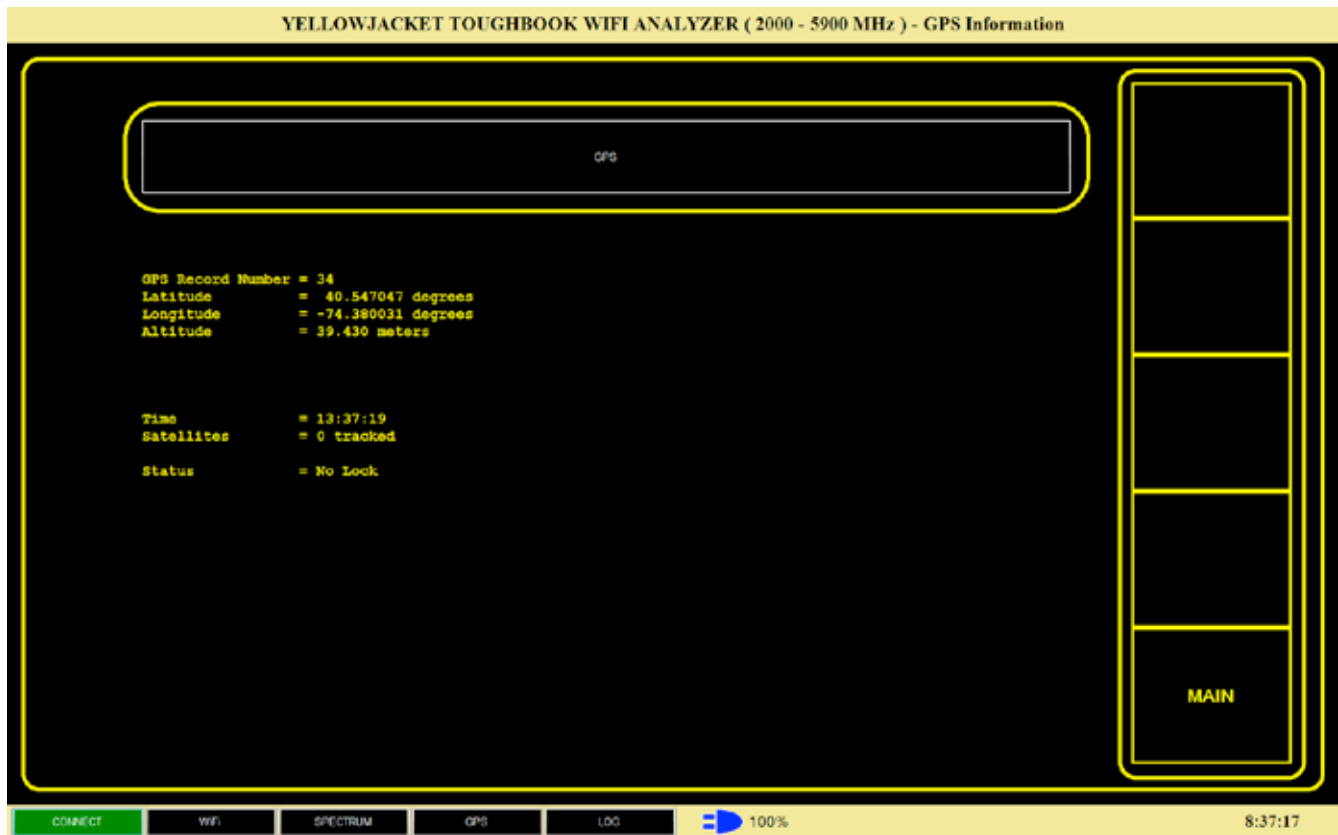 YELLOWJACKET TOUGHBOOK WIFI ANALYZER ( 2000 - 5900 MHz ) - GPS Information
GPS
GPS Record Number = 34
Latitude = 40.547047 degrees
Longitude = -74.380031 degrees
Altitude = 39.430 meters
Time = 13:37:19
Satellites = 0 tracked
Status = No Lock
MAIN
CONNECT WiFi SPECTRUM GPS LOG 100% 8:37:17